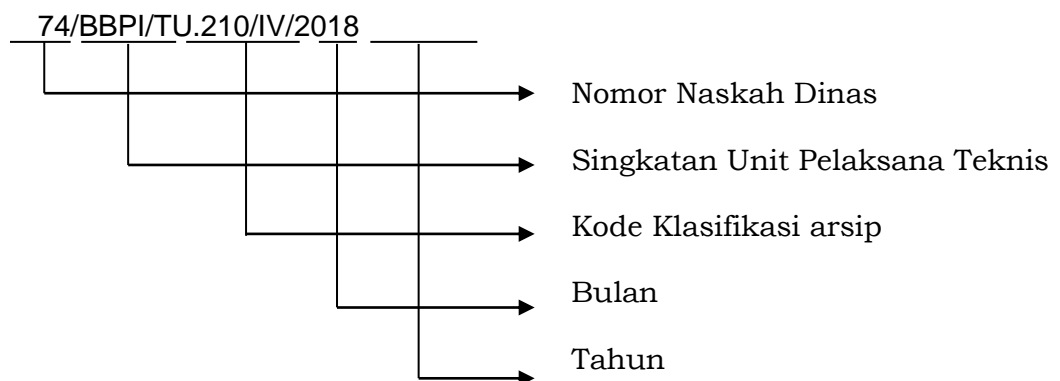 74/BBPI/TU.210/IV/2018
Nomor Naskah Dinas
Singkatan Unit Pelaksana Teknis
Kode Klasifikasi arsip
Bulan
Tahun